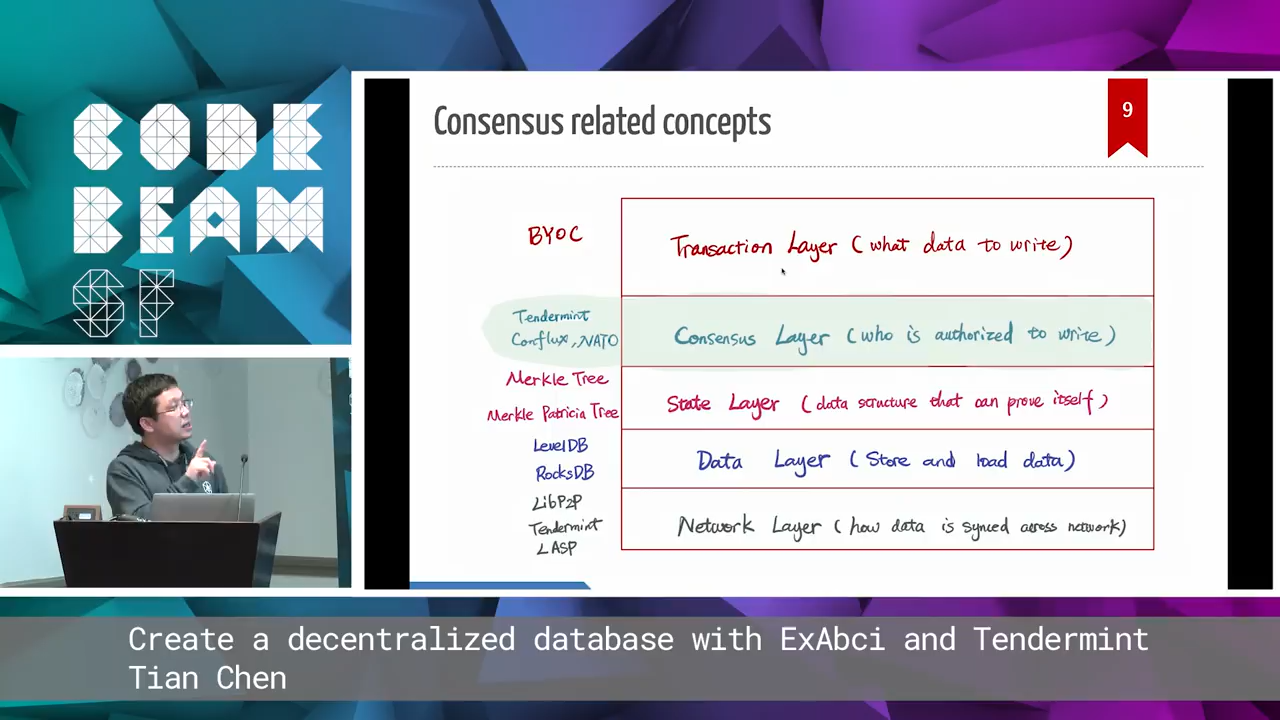 CODE
BEAM
SF
Consensus related concepts
9
BYOC
Transaction Layer (what data to write)
Tendermint
Conflux, NATO
Consensus Layer (who is authorized to write)
Merkle Tree
Merkle Patricia Tree
State Layer (data structure that can prove itself)
LevelDB
RocksDB
Data Layer (Store and load data)
LibP2P
Tendermint
LASP
Network Layer (how data is synced across network)
Create a decentralized database with ExAbci and Tendermint
Tian Chen